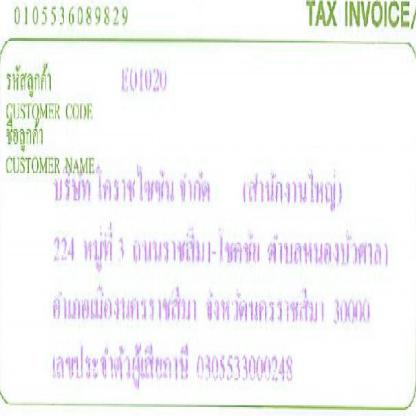 0105536089829 TAX INVOICE/
รหัสลูกค้า E01020
CUSTOMER CODE
ชื่อลูกค้า
CUSTOMER NAME
บริษัท โคราชไซซัน จำกัด (สำนักงานใหญ่)
224 หมู่ที่ 3 ถนนราชสีมา-โชคชัย ตำบลหนองบัวศาลา
อำเภอเมืองนครราชสีมา จังหวัดนครราชสีมา 30000
เลขประจำตัวผู้เสียภาษี 0305533000248